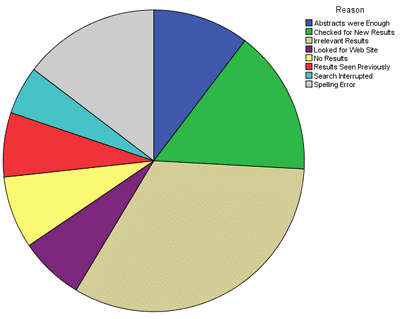 Reason
Abstracts were Enough
Checked for New Results
Irrelevant Results
Looked for Web Site
No Results
Results Seen Previously
Search Interrupted
Spelling Error